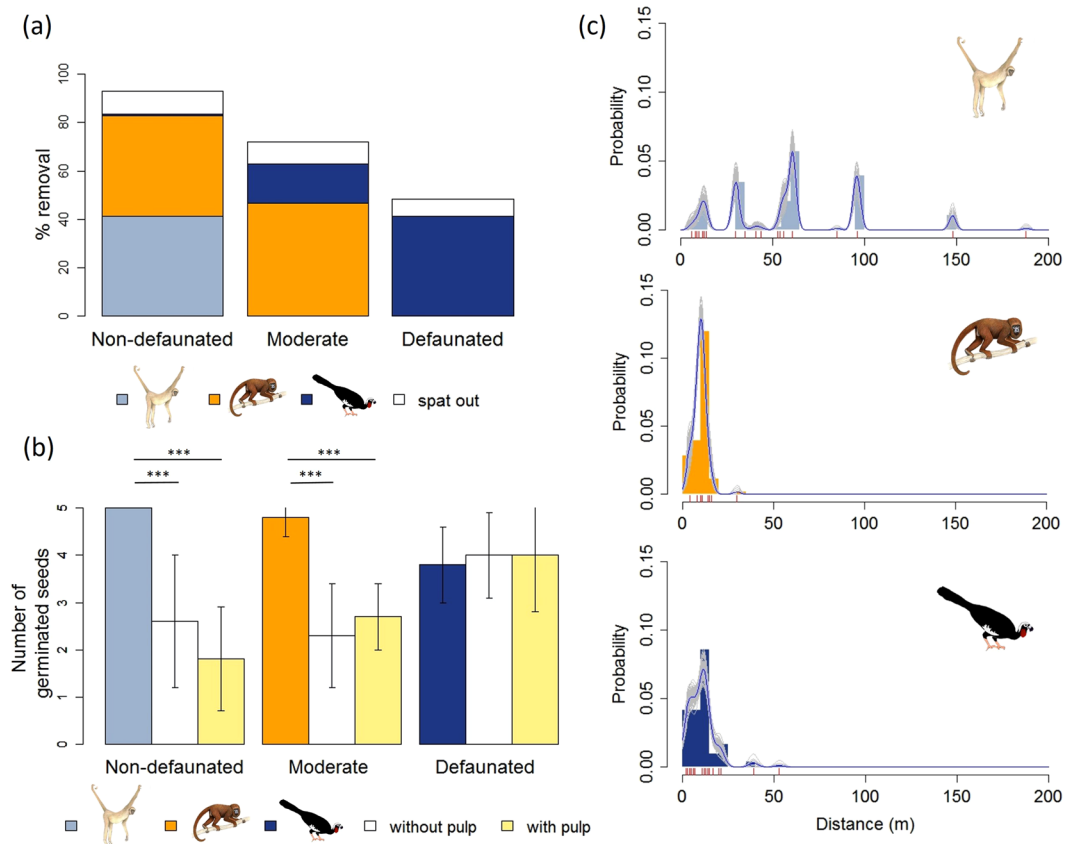 (a)
% removal
0 20 40 60 80 100
Non-defaunated Moderate Defaunated
spat out
(b)
*** ***
*** ***
Number of
germinated seeds
0 1 2 3 4 5
Non-defaunated Moderate Defaunated
without pulp with pulp
(c)
Probability
0.00 0.05 0.10 0.15
0 50 100 150 200
Probability
0.00 0.05 0.10 0.15
0 50 100 150 200
Probability
0.00 0.05 0.10 0.15
0 50 100 150 200
Distance (m)